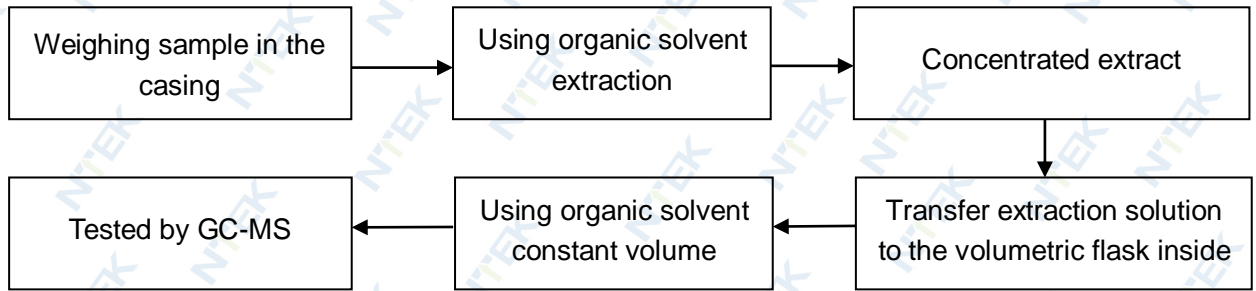 Weighing sample in the
casing
Using organic solvent
extraction
Concentrated extract
Transfer extraction solution
to the volumetric flask inside
Using organic solvent
constant volume
Tested by GC-MS
NTEK